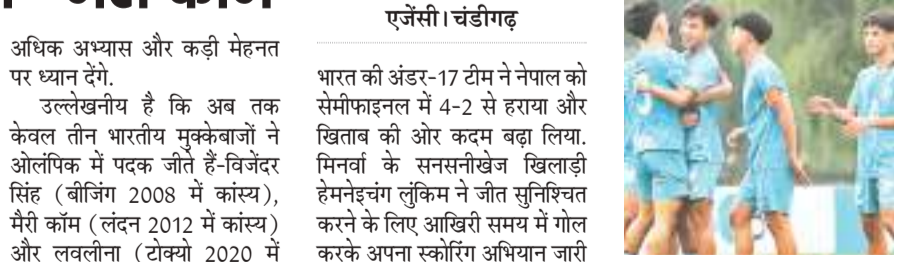 अधिक अभ्यास और कड़ी मेहनत
पर ध्यान देंगे.
उल्लेखनीय है कि अब तक
केवल तीन भारतीय मुक्केबाजों ने
ओलंपिक में पदक जीते हैं-विजेंदर
सिंह (बीजिंग 2008 में कांस्य),
मैरी कॉम (लंदन 2012 में कांस्य)
और लवलीना (टोक्यो 2020 में
एजेंसी।चंडीगढ़
भारत की अंडर-17 टीम ने नेपाल को
सेमीफाइनल में 4-2 से हराया और
खिताब की ओर कदम बढ़ा लिया.
मिनर्वा के सनसनीखेज खिलाड़ी
हेमनेइचंग लुंकिम ने जीत सुनिश्चित
करने के लिए आखिरी समय में गोल
करके अपना स्कोरिंग अभियान जारी